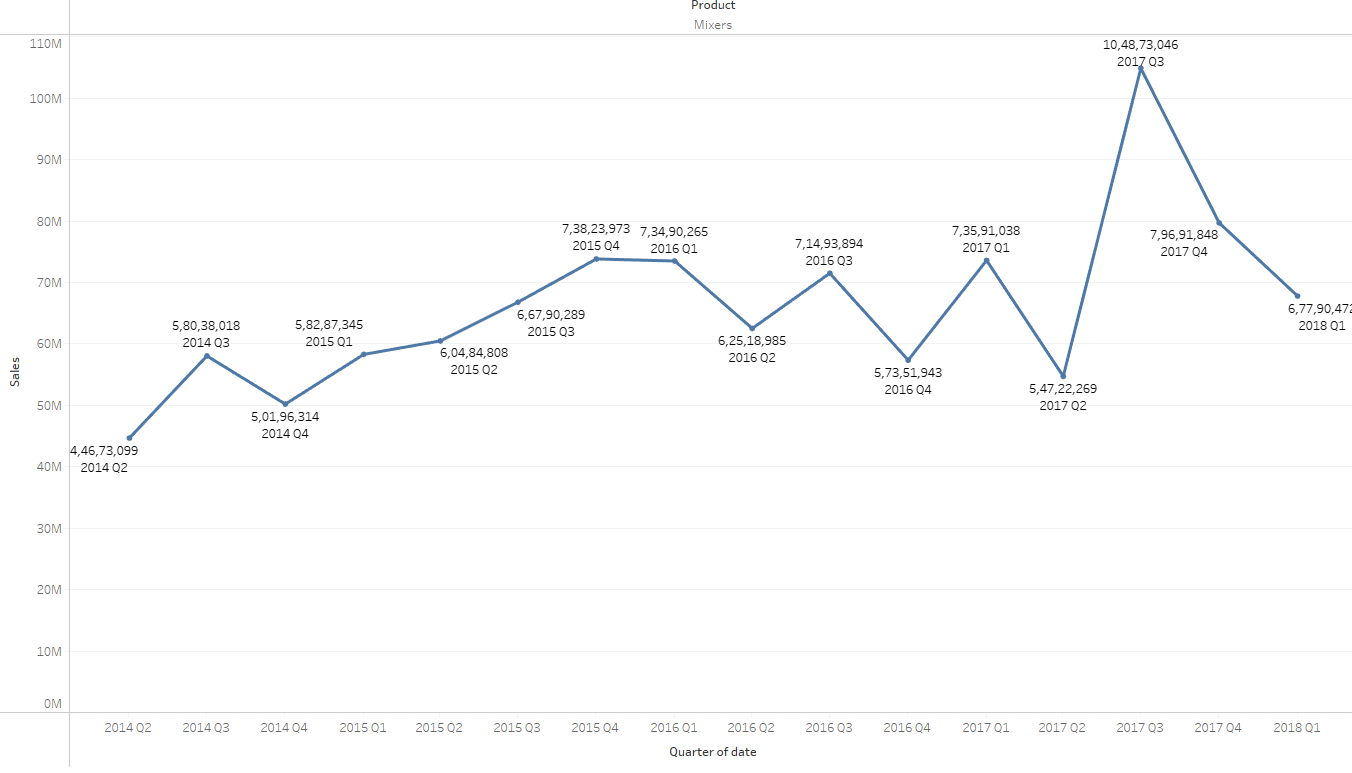 Product
Mixers
110M
100M
90M
80M
70M
60M
50M
40M
30M
20M
10M
0M
Sales
4,46,73,099
2014 Q2
5,80,38,018
2014 Q3
5,01,96,314
2014 Q4
5,82,87,345
2015 Q1
6,04,84,808
2015 Q2
6,67,90,289
2015 Q3
7,38,23,973
2015 Q4
7,34,90,265
2016 Q1
6,25,18,985
2016 Q2
7,14,93,894
2016 Q3
5,73,51,943
2016 Q4
7,35,91,038
2017 Q1
5,47,22,269
2017 Q2
10,48,73,046
2017 Q3
7,96,91,848
2017 Q4
6,77,90,472
2018 Q1
2014 Q2 2014 Q3 2014 Q4 2015 Q1 2015 Q2 2015 Q3 2015 Q4 2016 Q1 2016 Q2 2016 Q3 2016 Q4 2017 Q1 2017 Q2 2017 Q3 2017 Q4 2018 Q1
Quarter of date